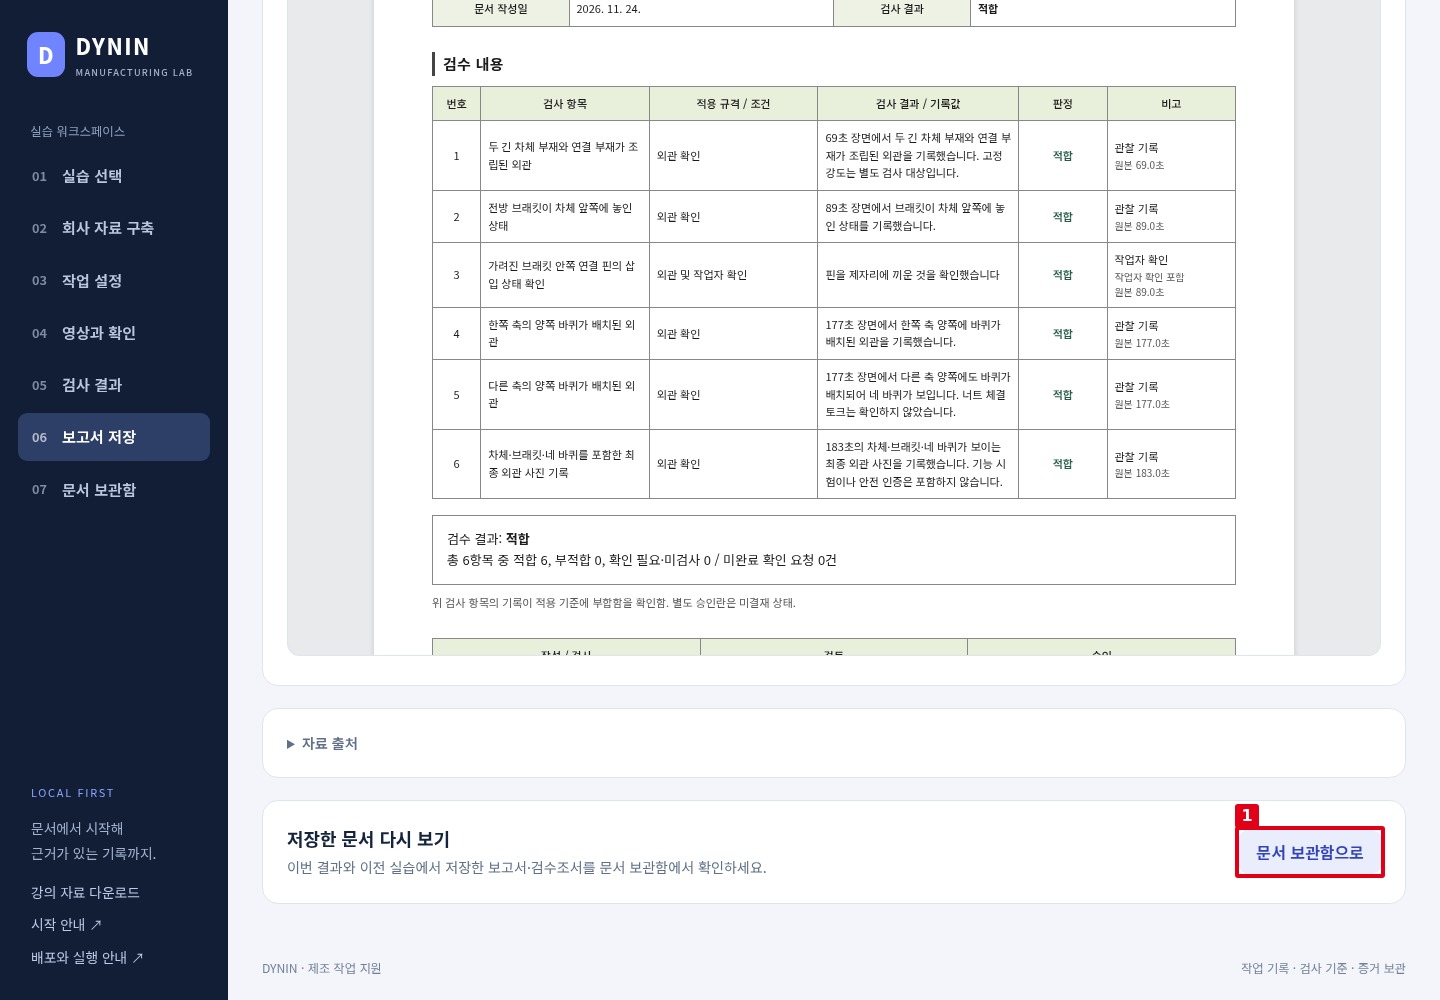 D DYNIN
MANUFACTURING LAB
실습 워크스페이스
01 실습 선택
02 회사 자료 구축
03 작업 설정
04 영상과 확인
05 검사 결과
06 보고서 저장
07 문서 보관함
LOCAL FIRST
문서에서 시작해
근거가 있는 기록까지.
강의 자료 다운로드
시작 안내 ↗
배포와 실행 안내 ↗
문서 작성일 2026. 11. 24. 검사 결과 적합
검수 내용
번호 검사 항목 적용 규격 / 조건 검사 결과 / 기록값 판정 비고
1
두 긴 차체 부재와 연결 부재가 조
립된 외관
외관 확인
69초 장면에서 두 긴 차체 부재와 연결 부
재가 조립된 외관을 기록했습니다. 고정
강도는 별도 검사 대상입니다.
적합
관찰 기록
원본 69.0초
2
전방 브래킷이 차체 앞쪽에 놓인
상태
외관 확인
89초 장면에서 브래킷이 차체 앞쪽에 놓
인 상태를 기록했습니다.
적합
관찰 기록
원본 89.0초
3
가려진 브래킷 안쪽 연결 핀의 삽
입 상태 확인
외관 및 작업자 확인
핀을 제자리에 끼운 것을 확인했습니다
적합
작업자 확인
작업자 확인 포함
원본 89.0초
4
한쪽 축의 양쪽 바퀴가 배치된 외
관
외관 확인
177초 장면에서 한쪽 축 양쪽에 바퀴가
배치된 외관을 기록했습니다.
적합
관찰 기록
원본 177.0초
5
다른 축의 양쪽 바퀴가 배치된 외
관
외관 확인
177초 장면에서 다른 축 양쪽에도 바퀴가
배치되어 네 바퀴가 보입니다. 너트 체결
토크는 확인하지 않았습니다.
적합
관찰 기록
원본 177.0초
6
차체·브래킷·네 바퀴를 포함한 최
종 외관 사진 기록
외관 확인
183초의 차체·브래킷·네 바퀴가 보이는
최종 외관 사진을 기록했습니다. 기능 시
험이나 안전 인증은 포함하지 않습니다.
적합
관찰 기록
원본 183.0초
검수 결과: 적합
총 6항목 중 적합 6, 부적합 0, 확인 필요·미검사 0 / 미완료 확인 요청 0건
위 검사 항목의 기록이 적용 기준에 부합함을 확인함. 별도 승인란은 미결재 상태.
작성 / 검사 검토 승인
▶ 자료 출처
저장한 문서 다시 보기
이번 결과와 이전 실습에서 저장한 보고서·검수조서를 문서 보관함에서 확인하세요.
1
문서 보관함으로
DYNIN · 제조 작업 지원
작업 기록 · 검사 기준 · 증거 보관